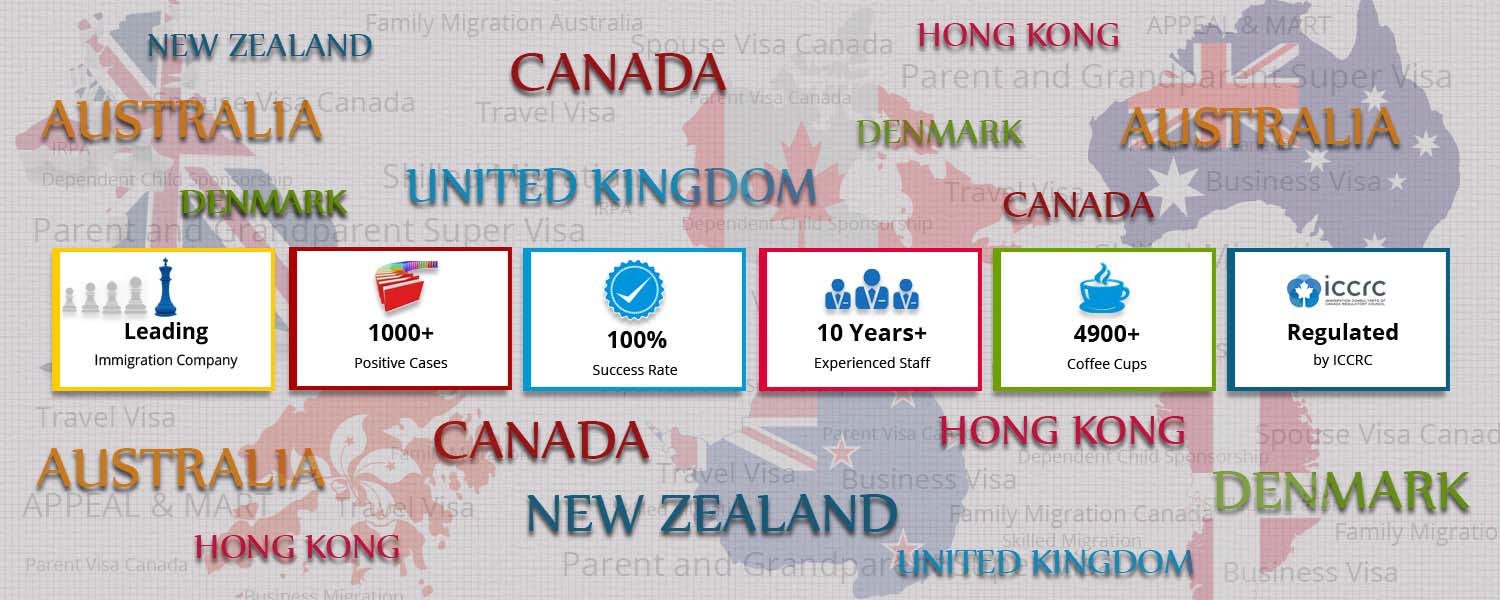 Family Migration Australia
APPEAL & MART
HONG KONG
NEW ZEALAND
Spouse Visa Canada
CANADA
Parent and Grandparent Super Visa
Parent Visa Canada
Spouse Visa Canada
Travel Visa
AUSTRALIA
DENMARK
AUSTRALIA
IRPA
Dependent Child Sponsorship
Skilled Migration
UNITED KINGDOM
Travel Visa
Business Visa
DENMARK
CANADA
IRPA
Dependent Child Sponsorship
Parent and Grandparent Super Visa
Leading
Immigration Company
1000+
Positive Cases
100%
Success Rate
10 Years+
Experienced Staff
4900+
Coffee Cups
iccrc
IMMIGRATION CONSULTANTS OF
CANADA REGULATORY COUNCIL
Regulated
by ICCRC
Travel Visa
CANADA
Parent Visa Canada
HONG KONG
Spouse Visa Canad
Dependent Child Sponsorship
AUSTRALIA
Travel Visa
Business Visa
DENMARK
APPEAL & MART
Travel Visa
NEW ZEALAND
Family Migration Canada
Family Migratio
HONG KONG
Skilled Migration
Parent Visa Canada
Parent and Grandparent
UNITED KINGDOM
Business Visa
Business Migration